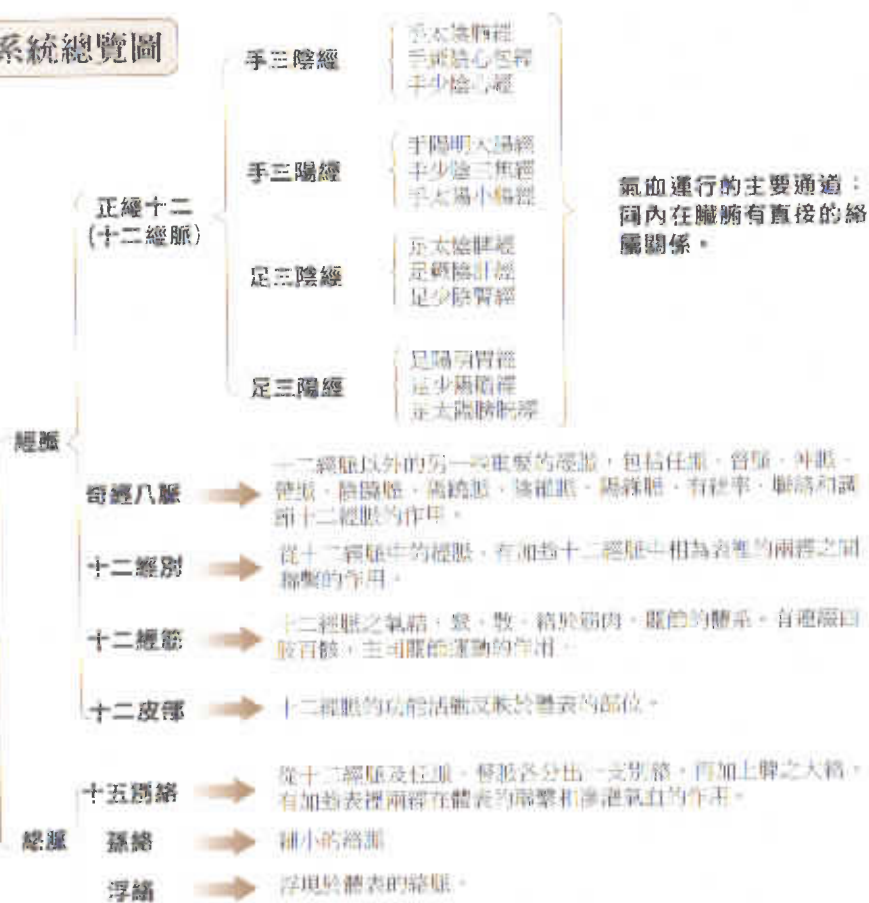 系統總覽圖
手三陰經
手太陰肺經
手厥陰心包經
手少陰心經
手三陽經
手陽明大腸經
手少陰三焦經
手太陽小腸經
正經十二
(十二經脈)
氣血運行的主要通道：
同內在臟腑有直接的絡
屬關係。
足三陰經
足太陰脾經
足厥陰肝經
足少陰腎經
足三陽經
足陽明胃經
足少陽膽經
足太陽膀胱經
經脈
奇經八脈
十二經脈以外的另一些重要的經脈，包括任脈、督脈、沖脈、
帶脈、陰蹺脈、陽蹺脈、陰維脈、陽維脈，有統率、聯絡和調
節十二經脈的作用。
十二經別
從十二經脈中的經脈，有加強十二經脈中相為表裡的兩經之間
聯繫的作用。
十二經筋
十二經脈之氣結、聚、散、絡於筋肉、關節的體系。有連綴四
肢百骸，主司關節運動的作用。
十二皮部
十二經脈的功能活動反映於體表的部位。
十五別絡
從十二經脈及任脈、督脈各分出一支別絡，再加上脾之大絡。
有加強表裡兩經在體表的聯繫和滲灌氣血的作用。
絡脈
孫絡
細小的絡脈
浮絡
浮現於體表的絡脈。